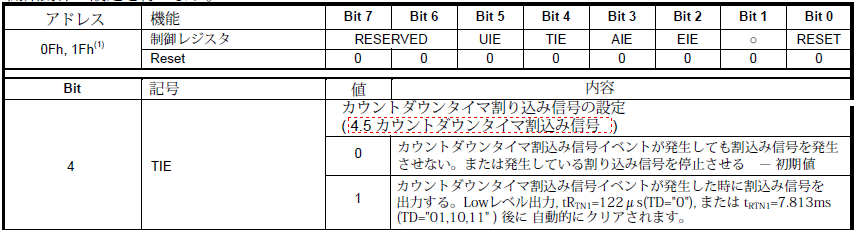 アドレス 機能 Bit 7 Bit 6 Bit 5 Bit 4 Bit 3 Bit 2 Bit 1 Bit 0
0Fh, 1Fh(1) 制御レジスタ RESERVED UIE TIE AIE EIE ○ RESET
Reset 0 0 0 0 0 0 0 0
Bit 記号 値 内容
カウントダウンタイマ割り込み信号の設定
( 4.5 カウントダウンタイマ割込み信号 )
4 TIE
0 カウントダウンタイマ割込み信号イベントが発生しても割込み信号を発生
させない。または発生している割り込み信号を停止させる － 初期値
1 カウントダウンタイマ割込み信号イベントが発生した時に割込み信号を
出力する。Lowレベル出力, tRTN1=122μs(TD="0"), または tRTN1=7.813ms
(TD="01,10,11" ) 後に 自動的にクリアされます。